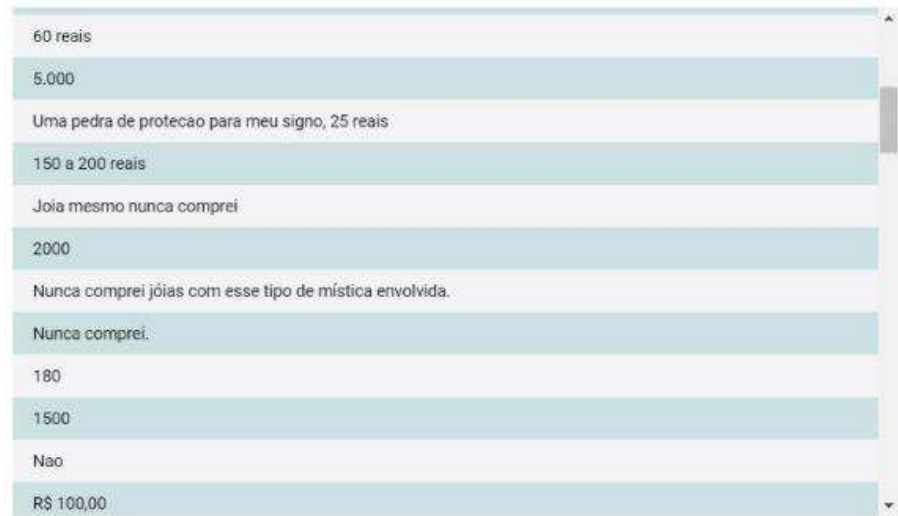 60 reais
5.000
Uma pedra de protecao para meu signo, 25 reais
150 a 200 reais
Joia mesmo nunca comprei
2000
Nunca comprei jóias com esse tipo de mística envolvida.
Nunca comprei.
180
1500
Nao
R$ 100,00